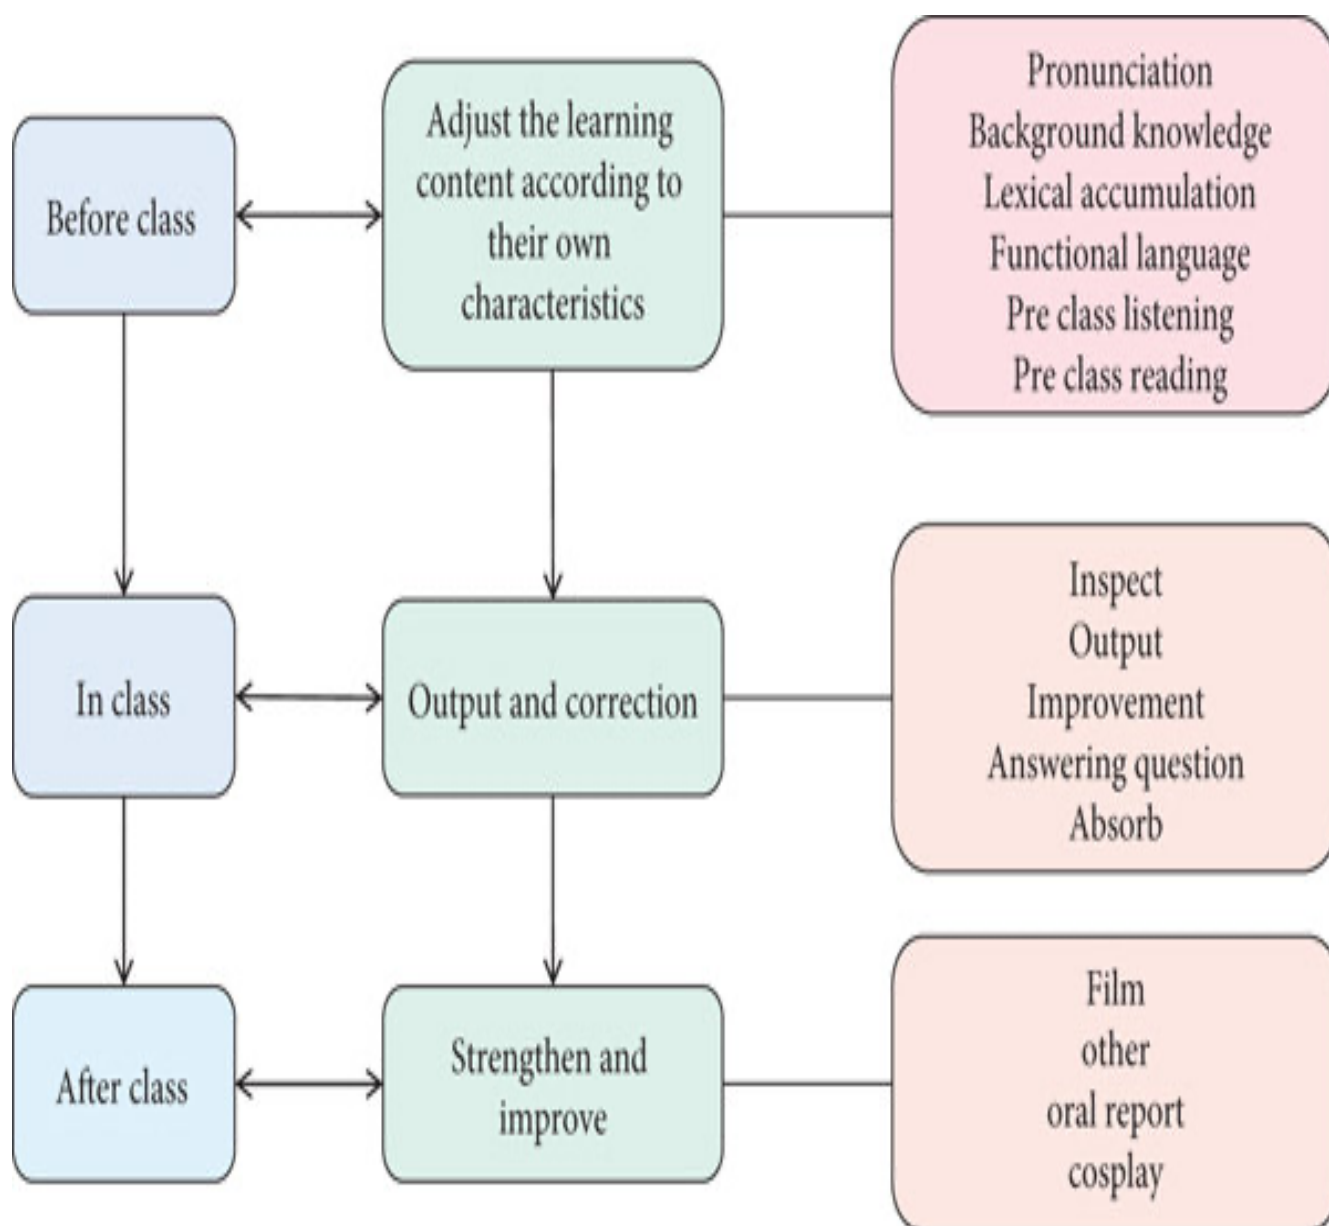 Before class
Adjust the learning
content according to
their own
characteristics
Pronunciation
Background knowledge
Lexical accumulation
Functional language
Pre class listening
Pre class reading
In class
Output and correction
Inspect
Output
Improvement
Answering question
Absorb
After class
Strengthen and
improve
Film
other
oral report
cosplay